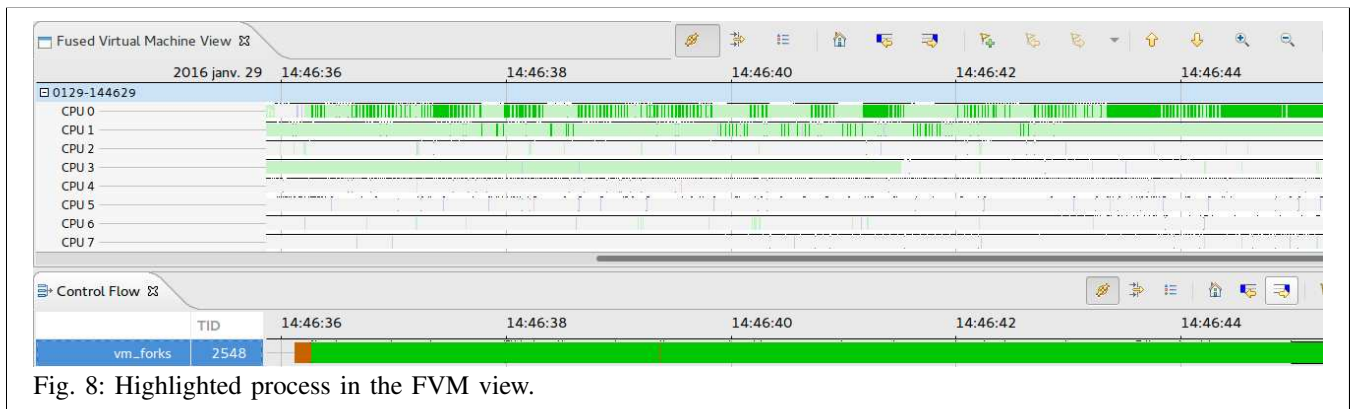 Fused Virtual Machine View
2016 janv. 29 14:46:36 14:46:38 14:46:40 14:46:42 14:46:44
0129-144629
CPU 0
CPU 1
CPU 2
CPU 3
CPU 4
CPU 5
CPU 6
CPU 7
Control Flow
TID 14:46:36 14:46:38 14:46:40 14:46:42 14:46:44
vm_forks 2548
Fig. 8: Highlighted process in the FVM view.